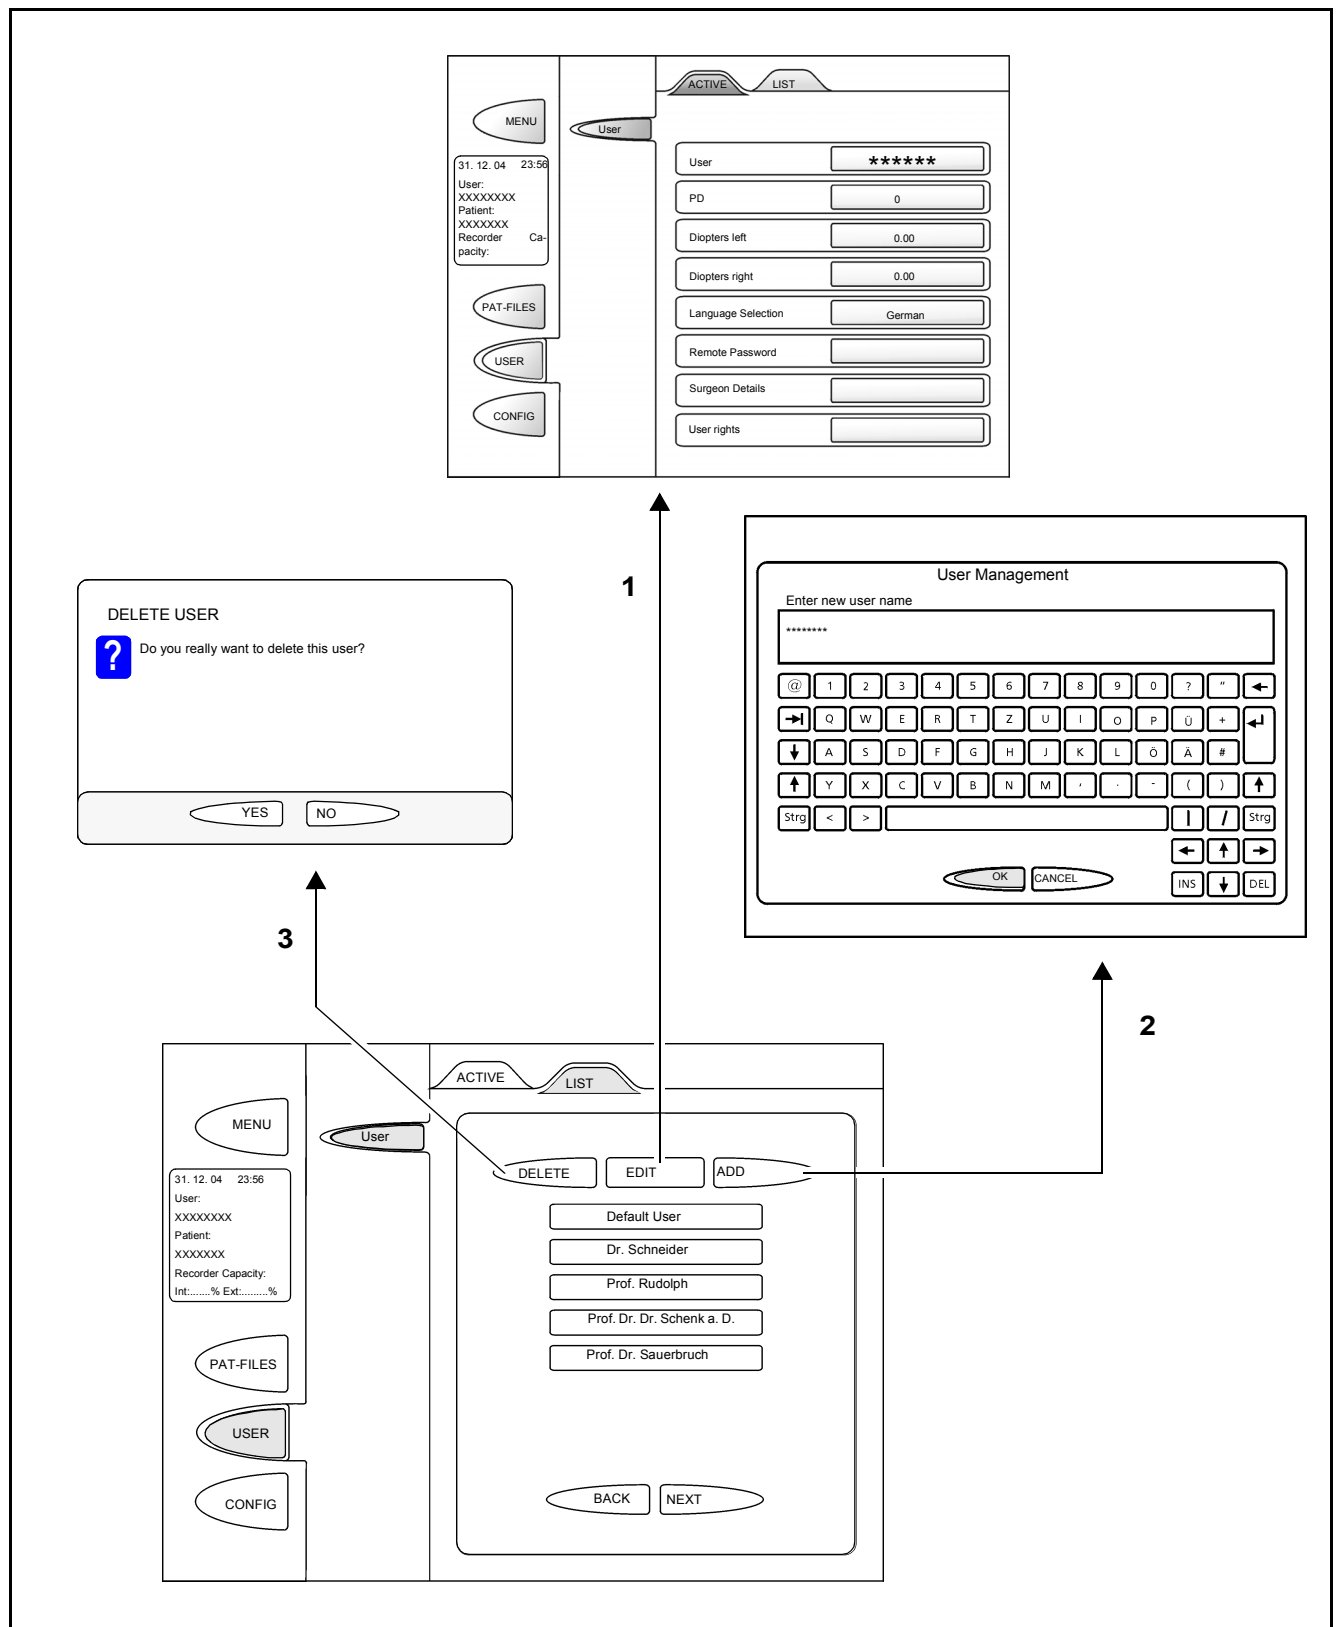 ACTIVE LIST
MENU
User
31. 12. 04 23:56
User:
XXXXXXXX
Patient:
XXXXXXX
Recorder Ca-
pacity:
PAT-FILES
USER
CONFIG
User ******
PD 0
Diopters left 0.00
Diopters right 0.00
Language Selection German
Remote Password
Surgeon Details
User rights
1
DELETE USER
? Do you really want to delete this user?
YES NO
3
User Management
Enter new user name
********
@ 1 2 3 4 5 6 7 8 9 0 ? "
Q W E R T Z U I O P Ü +
A S D F G H J K L Ö Ä #
Y X C V B N M , . - ( )
Strg < > | / Strg
OK CANCEL
INS DEL
2
ACTIVE LIST
MENU
User
31. 12. 04 23:56
User:
XXXXXXXX
Patient:
XXXXXXX
Recorder Capacity:
Int:.......% Ext:.........%
PAT-FILES
USER
CONFIG
DELETE EDIT ADD
Default User
Dr. Schneider
Prof. Rudolph
Prof. Dr. Dr. Schenk a. D.
Prof. Dr. Sauerbruch
BACK NEXT